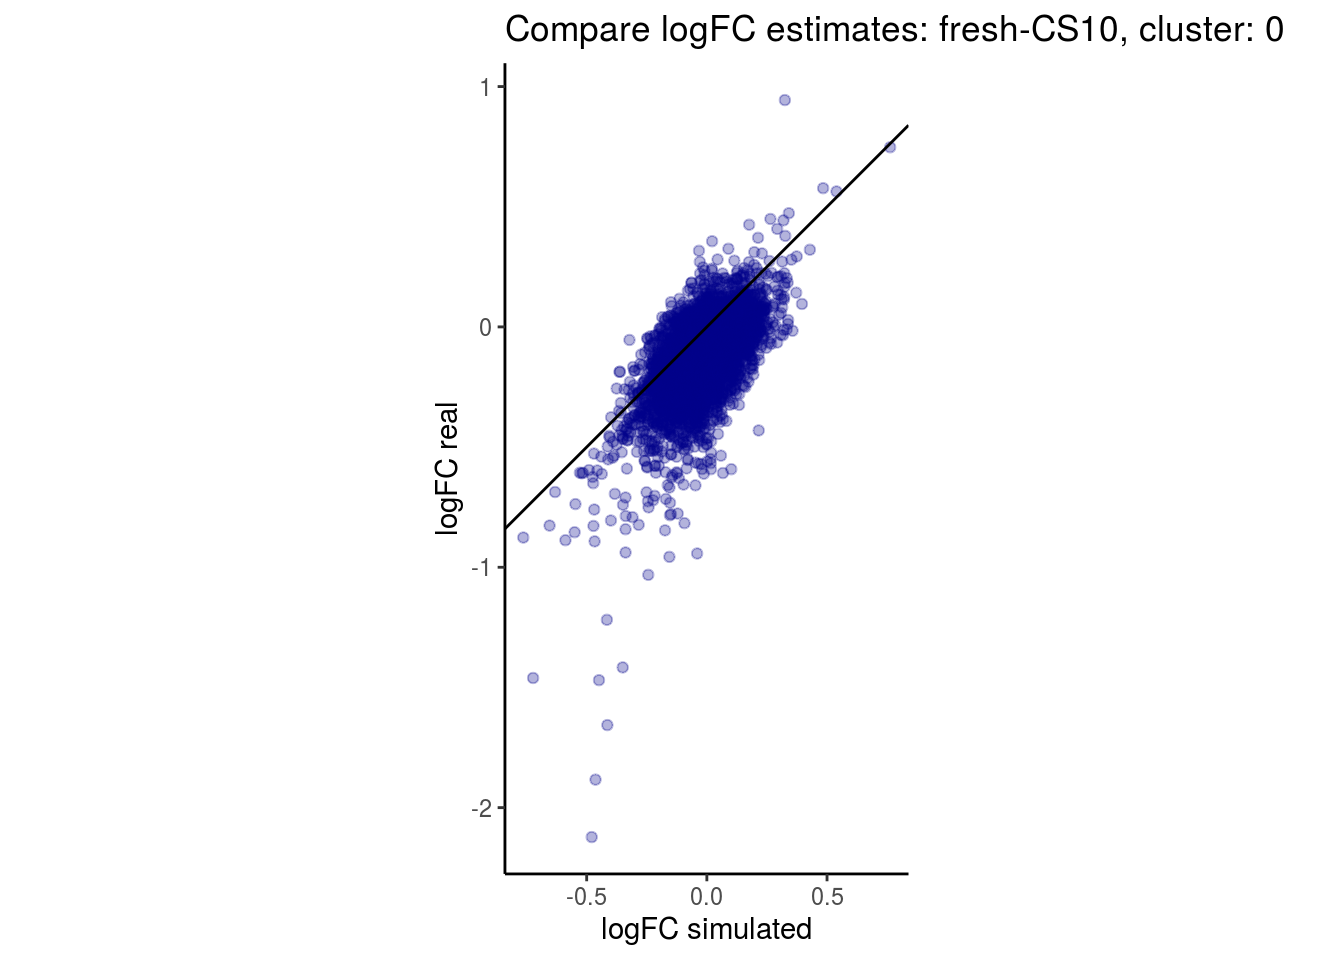 Compare logFC estimates: fresh-CS10, cluster: 0
1
0
-1
-2
logFC real
-0.5 0.0 0.5
logFC simulated